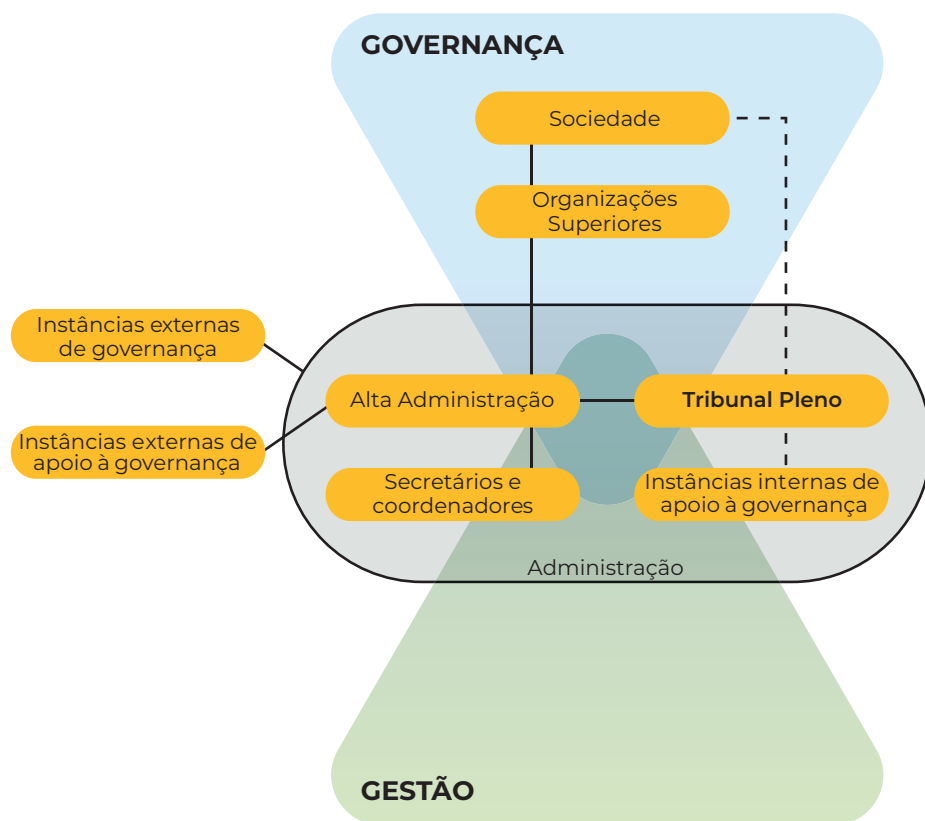 GOVERNANÇA
Sociedade
Organizações
Superiores
Instâncias externas
de governança
Alta Administração
Tribunal Pleno
Instâncias externas de
apoio à governança
Secretários e
coordenadores
Instâncias internas de
apoio à governança
Administração
GESTÃO